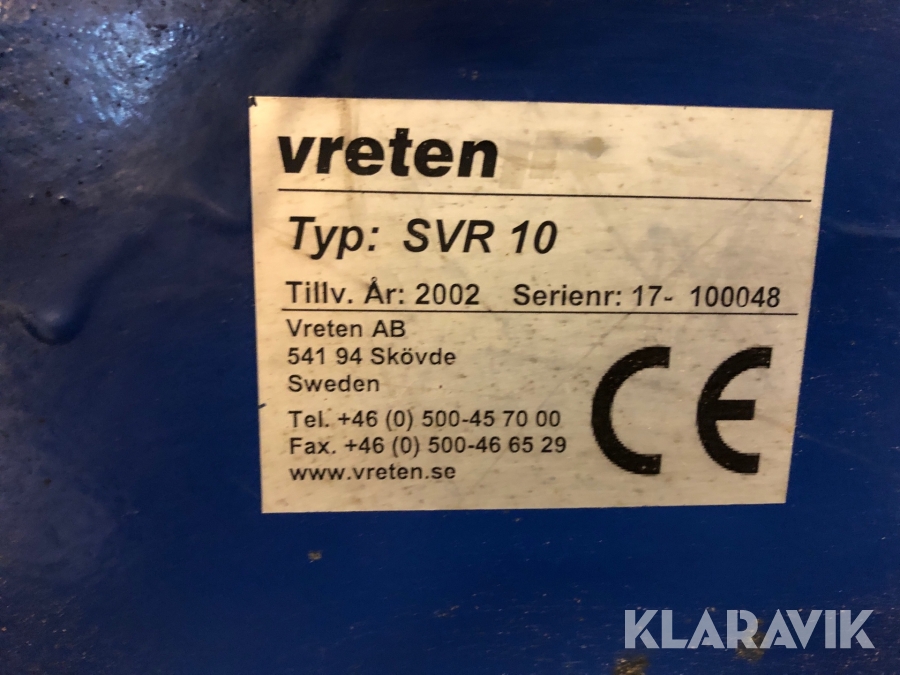 vreten
Typ: SVR 10
Tillv. År: 2002 Serienr: 17- 100048
Vreten AB
541 94 Skövde
Sweden
Tel. +46 (0) 500-45 70 00
Fax. +46 (0) 500-46 65 29
www.vreten.se
CE
KLARAVIK